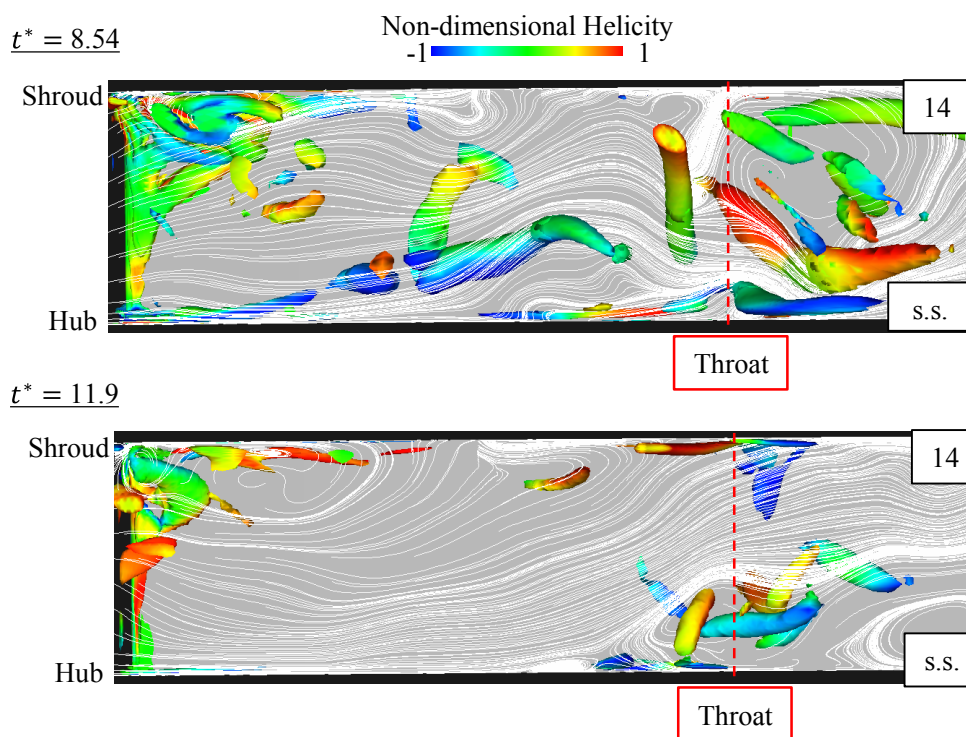 t* = 8.54
Non-dimensional Helicity
-1 1
Shroud
14
Hub
s.s.
Throat
t* = 11.9
Shroud
14
Hub
s.s.
Throat